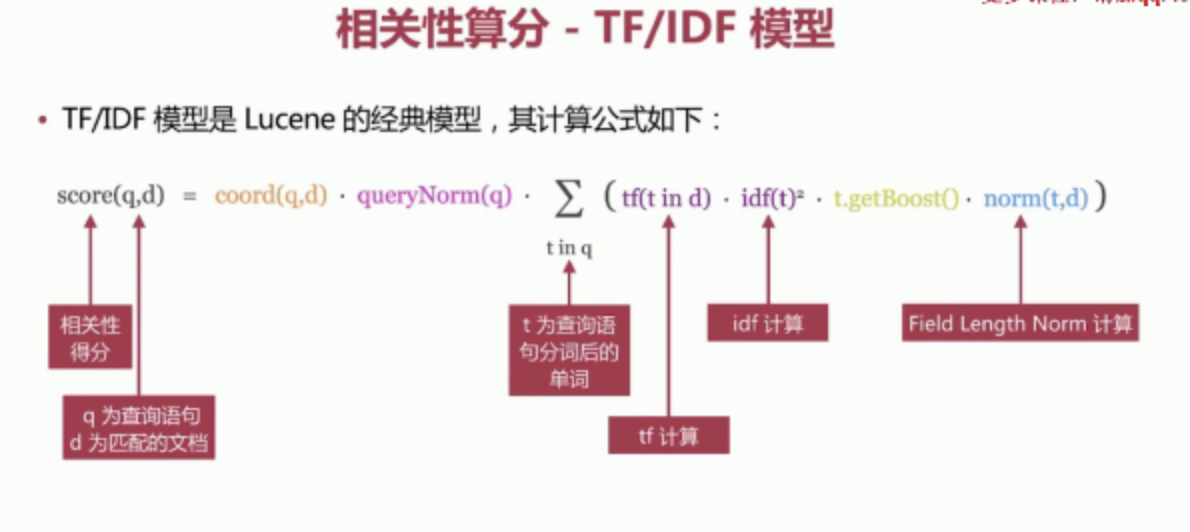 相关性算分 - TF/IDF 模型
• TF/IDF 模型是 Lucene 的经典模型，其计算公式如下：
score(q,d) = coord(q,d) · queryNorm(q) · ∑ ( tf(t in d) · idf(t)² · t.getBoost() · norm(t,d) )
t in q
相关性
得分
q 为查询语句
d 为匹配的文档
t 为查询语
句分词后的
单词
tf 计算
idf 计算
Field Length Norm 计算